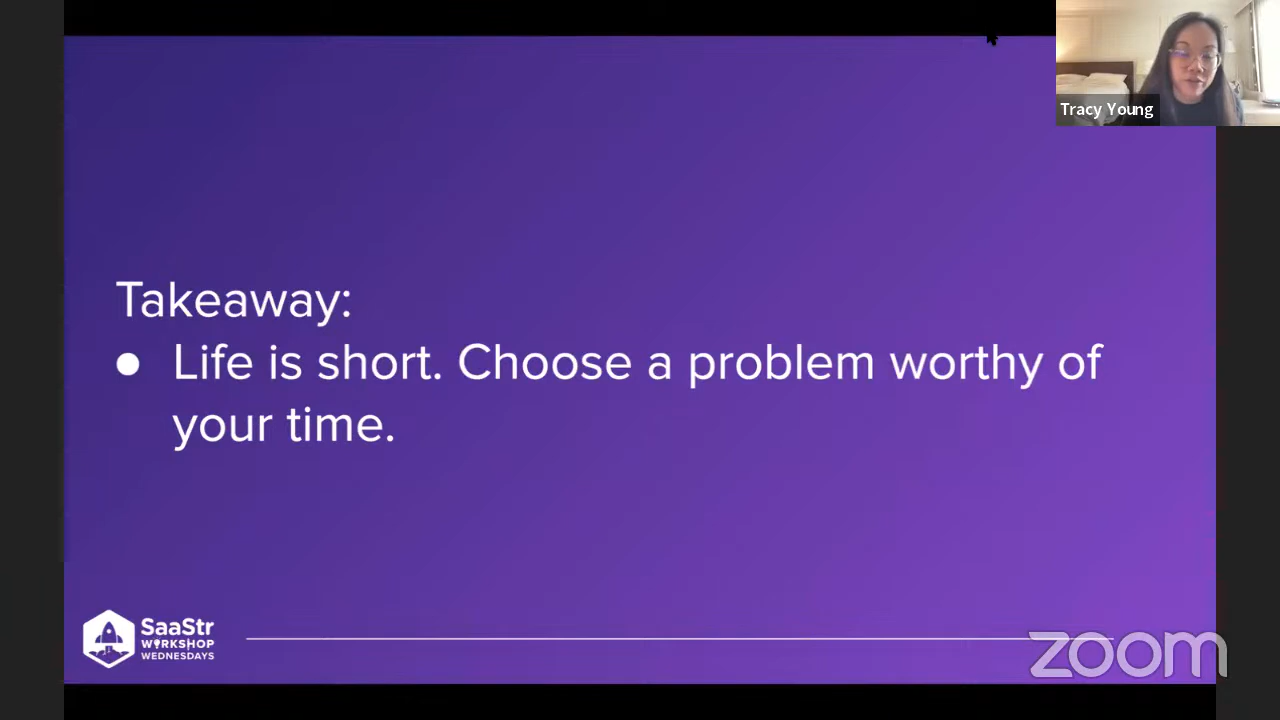 Tracy Young
Takeaway:
● Life is short. Choose a problem worthy of
your time.
SaaStr
WORKSHOP
WEDNESDAYS
zoom